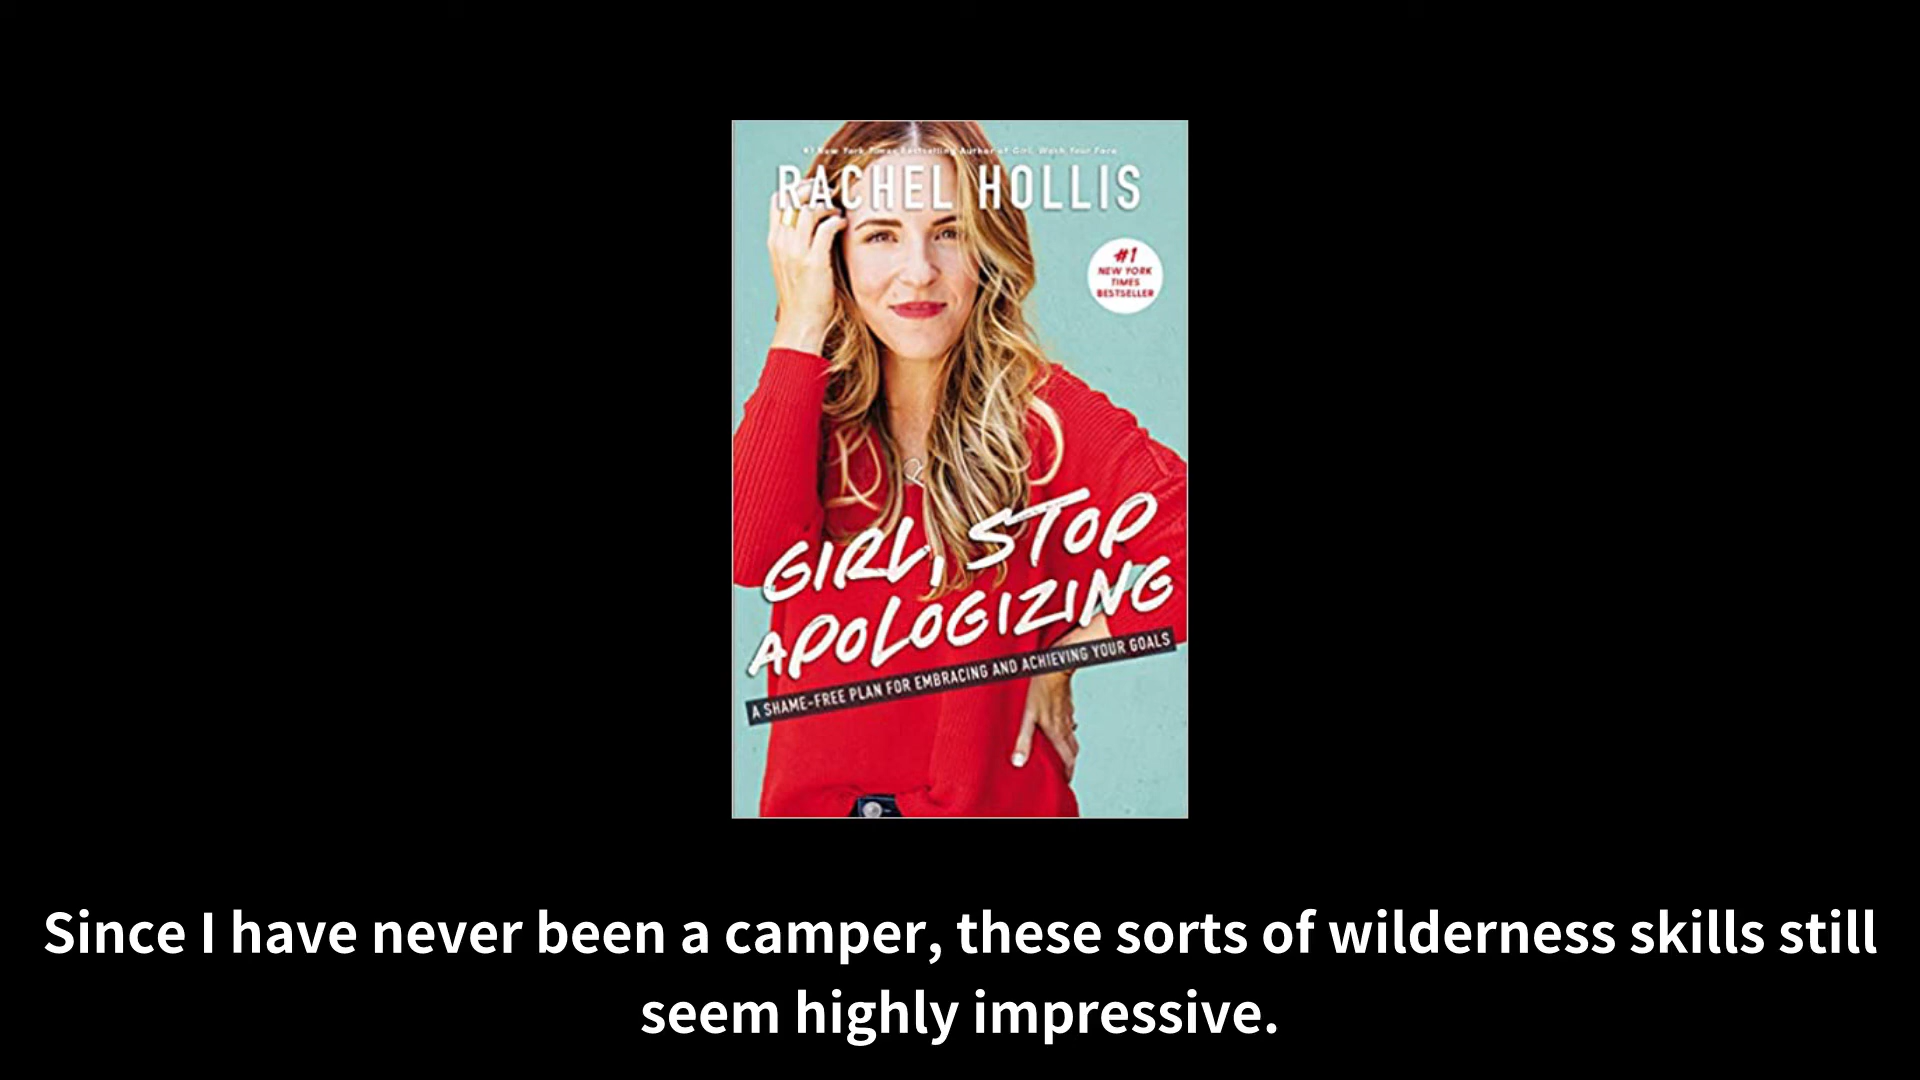 #1 New York Times Bestselling Author of Girl, Wash Your Face
RACHEL HOLLIS
#1
NEW YORK
TIMES
BESTSELLER
GIRL, STOP
APOLOGIZING
A SHAME-FREE PLAN FOR EMBRACING AND ACHIEVING YOUR GOALS
Since I have never been a camper, these sorts of wilderness skills still
seem highly impressive.